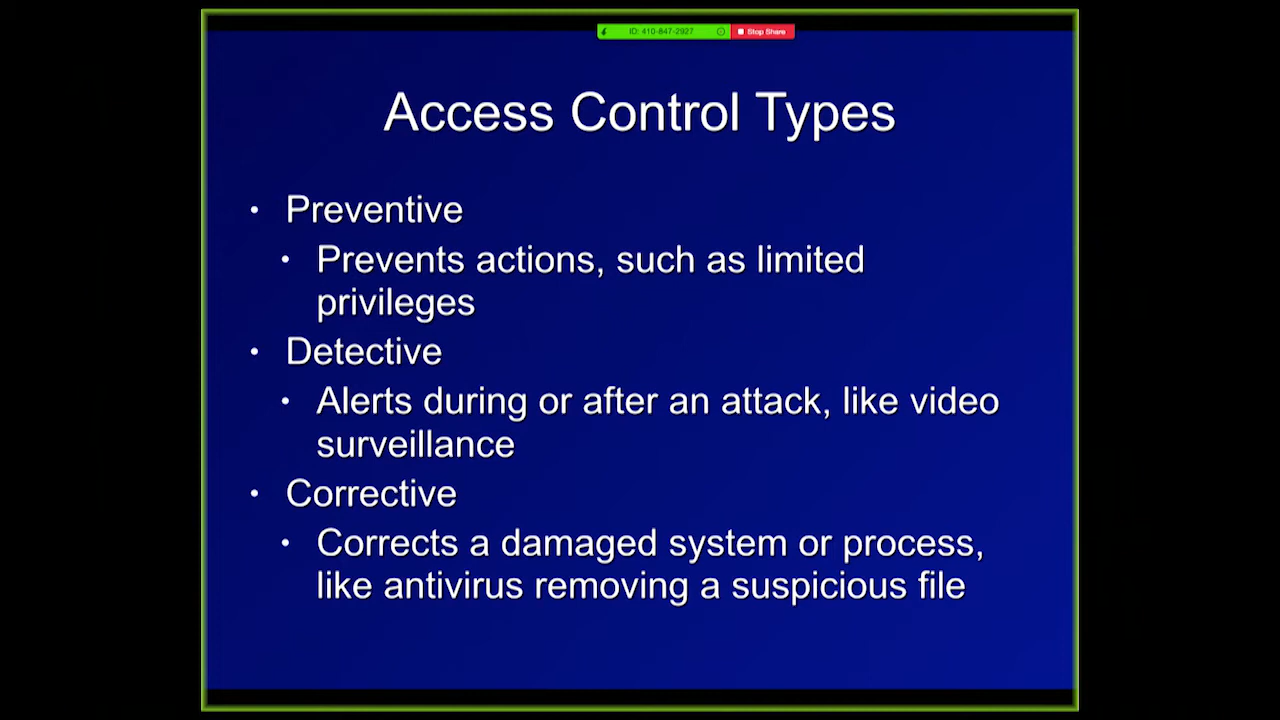 ID: 410-847-2927
Stop Share
Access Control Types
• Preventive
• Prevents actions, such as limited
privileges
• Detective
• Alerts during or after an attack, like video
surveillance
• Corrective
• Corrects a damaged system or process,
like antivirus removing a suspicious file